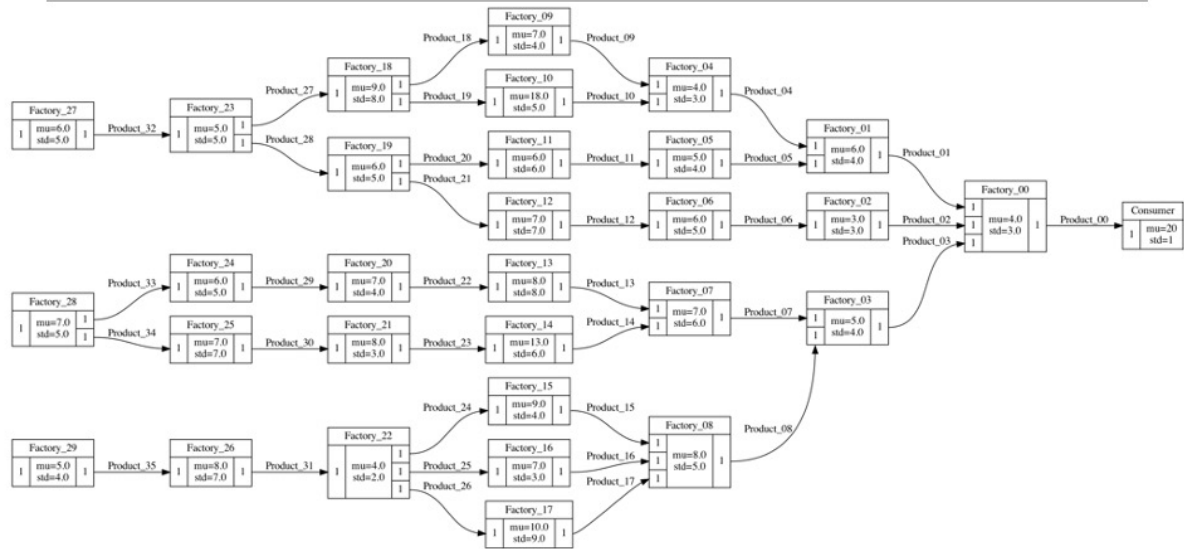 Factory_27
1
mu=6.0
std=5.0
1
Product_32
Factory_23
1
mu=5.0
std=5.0
1
1
Product_27
Product_28
Factory_18
1
mu=9.0
std=8.0
1
1
Product_18
Product_19
Factory_19
1
mu=6.0
std=5.0
1
1
Product_20
Product_21
Factory_09
1
mu=7.0
std=4.0
1
Product_09
Factory_10
1
mu=18.0
std=5.0
1
Product_10
Factory_11
1
mu=6.0
std=6.0
1
Product_11
Factory_12
1
mu=7.0
std=7.0
1
Product_12
Factory_04
1
1
mu=4.0
std=3.0
1
Product_04
Factory_05
1
mu=5.0
std=4.0
1
Product_05
Factory_06
1
mu=6.0
std=5.0
1
Product_06
Factory_01
1
1
mu=6.0
std=4.0
1
Product_01
Factory_02
1
mu=3.0
std=3.0
1
Product_02
Product_03
Factory_00
1
1
1
mu=4.0
std=3.0
1
Product_00
Consumer
1
mu=20
std=1
Factory_28
1
mu=7.0
std=5.0
1
1
Product_33
Product_34
Factory_24
1
mu=6.0
std=5.0
1
Product_29
Factory_25
1
mu=7.0
std=7.0
1
Product_30
Factory_20
1
mu=7.0
std=4.0
1
Product_22
Factory_21
1
mu=8.0
std=3.0
1
Product_23
Factory_13
1
mu=8.0
std=8.0
1
Product_13
Factory_14
1
mu=13.0
std=6.0
1
Product_14
Factory_07
1
1
mu=7.0
std=6.0
1
Product_07
Factory_03
1
1
mu=5.0
std=4.0
1
Factory_29
1
mu=5.0
std=4.0
1
Product_35
Factory_26
1
mu=8.0
std=7.0
1
Product_31
Factory_22
1
mu=4.0
std=2.0
1
1
1
Product_24
Product_25
Product_26
Factory_15
1
mu=9.0
std=4.0
1
Product_15
Factory_16
1
mu=7.0
std=3.0
1
Product_16
Factory_17
1
mu=10.0
std=9.0
1
Product_17
Factory_08
1
1
1
mu=8.0
std=5.0
1
Product_08